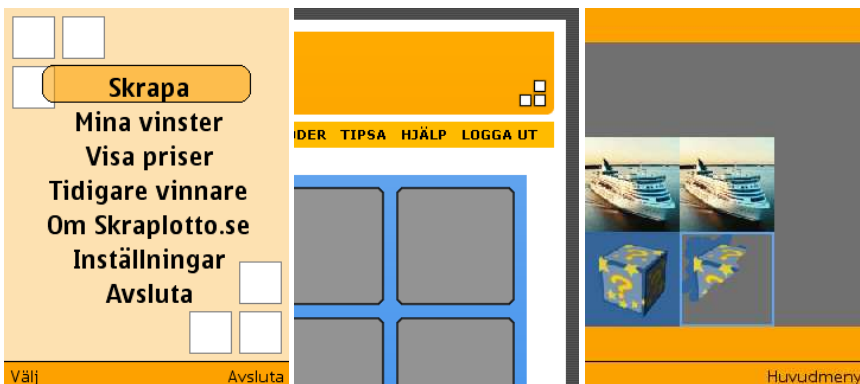 Skrapa
Mina vinster
Visa priser
Tidigare vinnare
Om Skraplotto.se
Inställningar
Avsluta
Välj Avsluta
DER TIPSA HJÄLP LOGGA UT
Huvudmeny